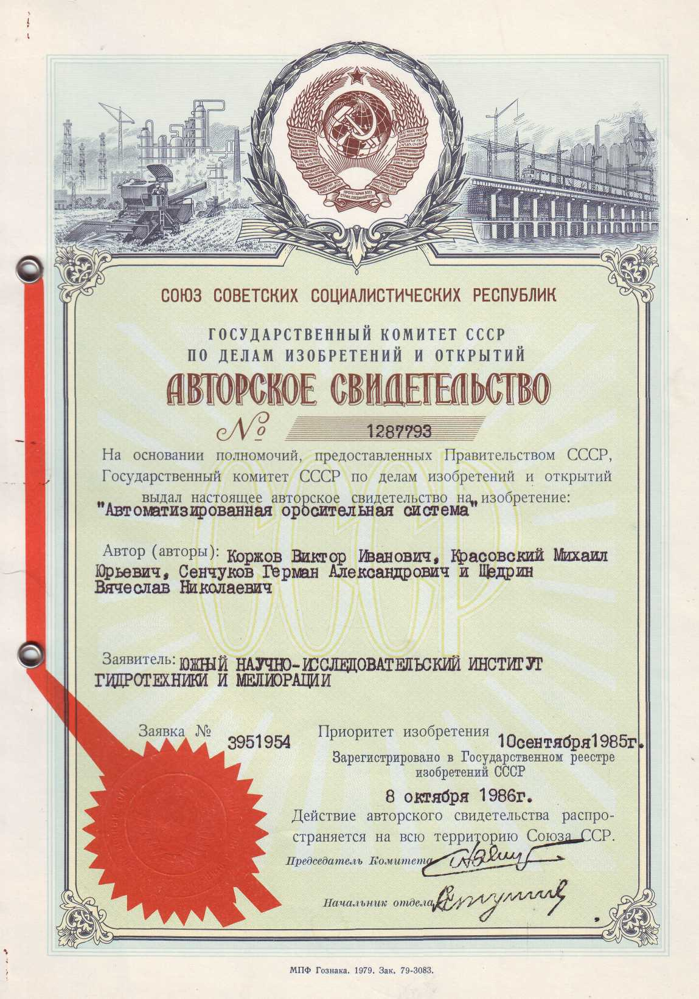 ПРОЛЕТАРИИ ВСЕХ
СТРАН, СОЕДИНЯЙТЕСЬ!
СОЮЗ СОВЕТСКИХ СОЦИАЛИСТИЧЕСКИХ РЕСПУБЛИК
ГОСУДАРСТВЕННЫЙ КОМИТЕТ СССР
ПО ДЕЛАМ ИЗОБРЕТЕНИЙ И ОТКРЫТИЙ
АВТОРСКОЕ СВИДЕТЕЛЬСТВО
№ 1287793
СССР
На основании полномочий, предоставленных Правительством СССР,
Государственный комитет СССР по делам изобретений и открытий
выдал настоящее авторское свидетельство на изобретение:
"Автоматизированная оросительная система"
Автор (авторы): Коржов Виктор Иванович, Красовский Михаил
Юрьевич, Сенчуков Герман Александрович и Щедрин
Вячеслав Николаевич
Заявитель: ЮЖНЫЙ НАУЧНО-ИССЛЕДОВАТЕЛЬСКИЙ ИНСТИТУТ
ГИДРОТЕХНИКИ И МЕЛИОРАЦИИ
Заявка № 3951954 Приоритет изобретения 10сентября1985г.
Зарегистрировано в Государственном реестре
изобретений СССР
8 октября 1986г.
Действие авторского свидетельства распро-
страняется на всю территорию Союза ССР.
Председатель Комитета
Начальник отдела
МПФ Гознака. 1979. Зак. 79-3083.